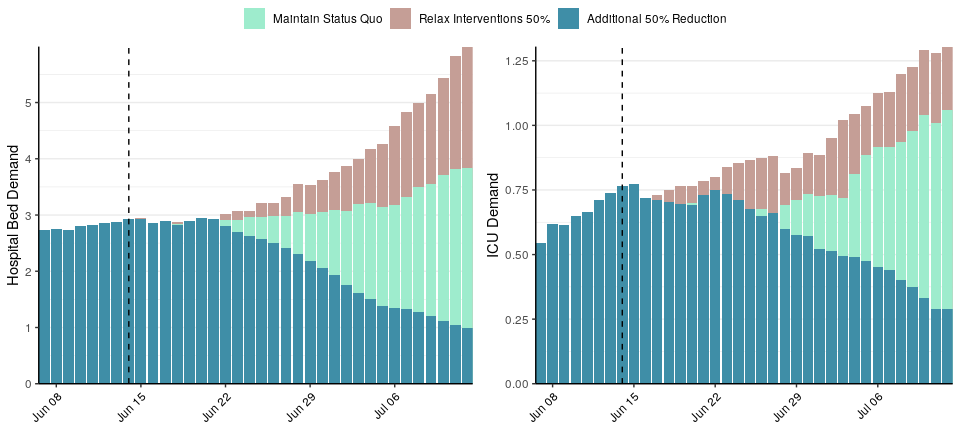 Maintain Status Quo Relax Interventions 50% Additional 50% Reduction
Hospital Bed Demand
5
4
3
2
1
0
Jun 08 Jun 15 Jun 22 Jun 29 Jul 06
ICU Demand
1.25
1.00
0.75
0.50
0.25
0.00
Jun 08 Jun 15 Jun 22 Jun 29 Jul 06